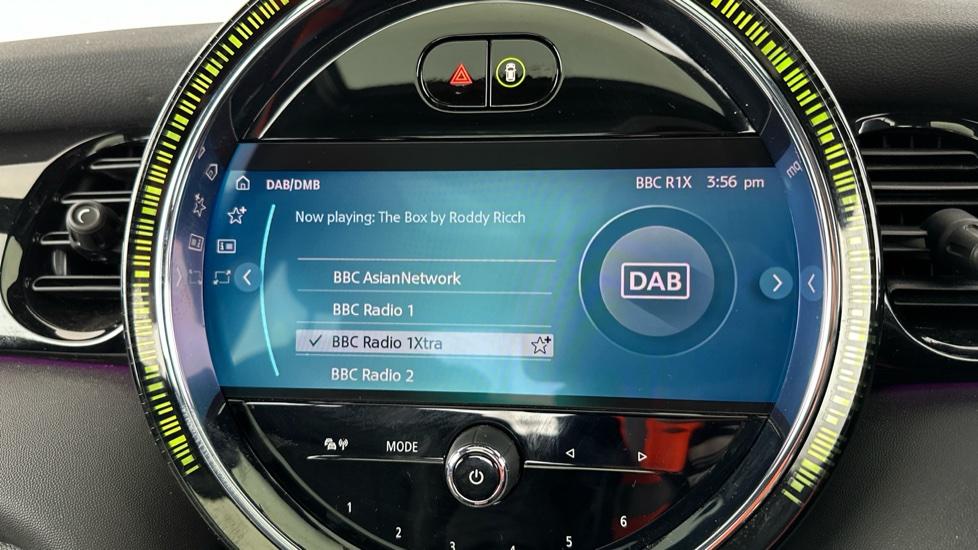 DAB/DMB BBC R1X 3:56 pm
Now playing: The Box by Roddy Ricch
BBC AsianNetwork
DAB
BBC Radio 1
BBC Radio 1Xtra
BBC Radio 2
MODE
1 2 3 4 5 6